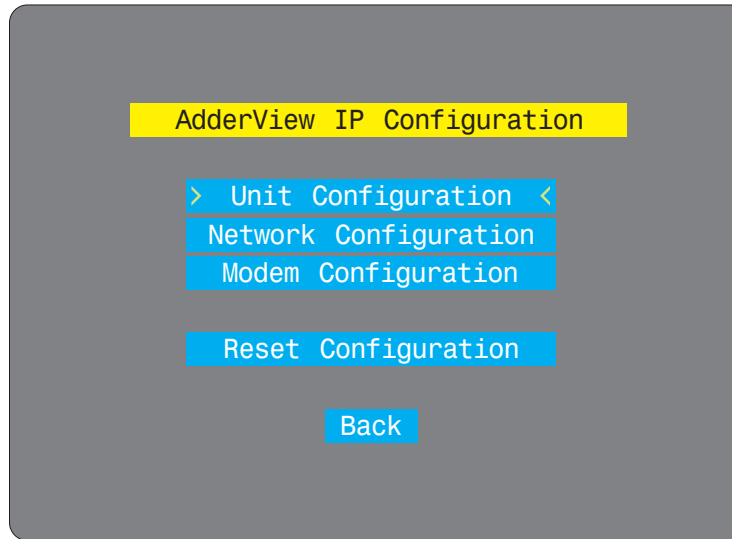 AdderView IP Configuration
> Unit Configuration <
Network Configuration
Modem Configuration
Reset Configuration
Back